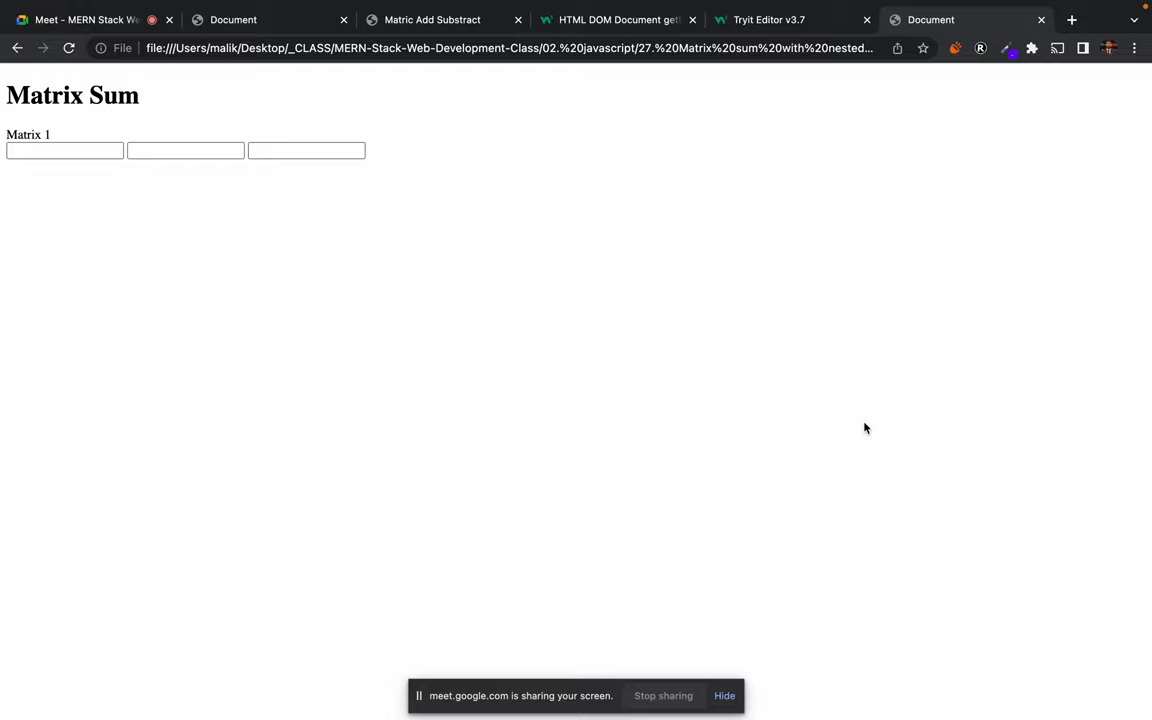 Meet - MERN Stack We
Document
Matric Add Substract
HTML DOM Document get
Tryit Editor v3.7
Document
File
file:///Users/malik/Desktop/_CLASS/MERN-Stack-Web-Development-Class/02.%20javascript/27.%20Matrix%20sum%20with%20nested...
Matrix Sum
Matrix 1
meet.google.com is sharing your screen.
Stop sharing
Hide